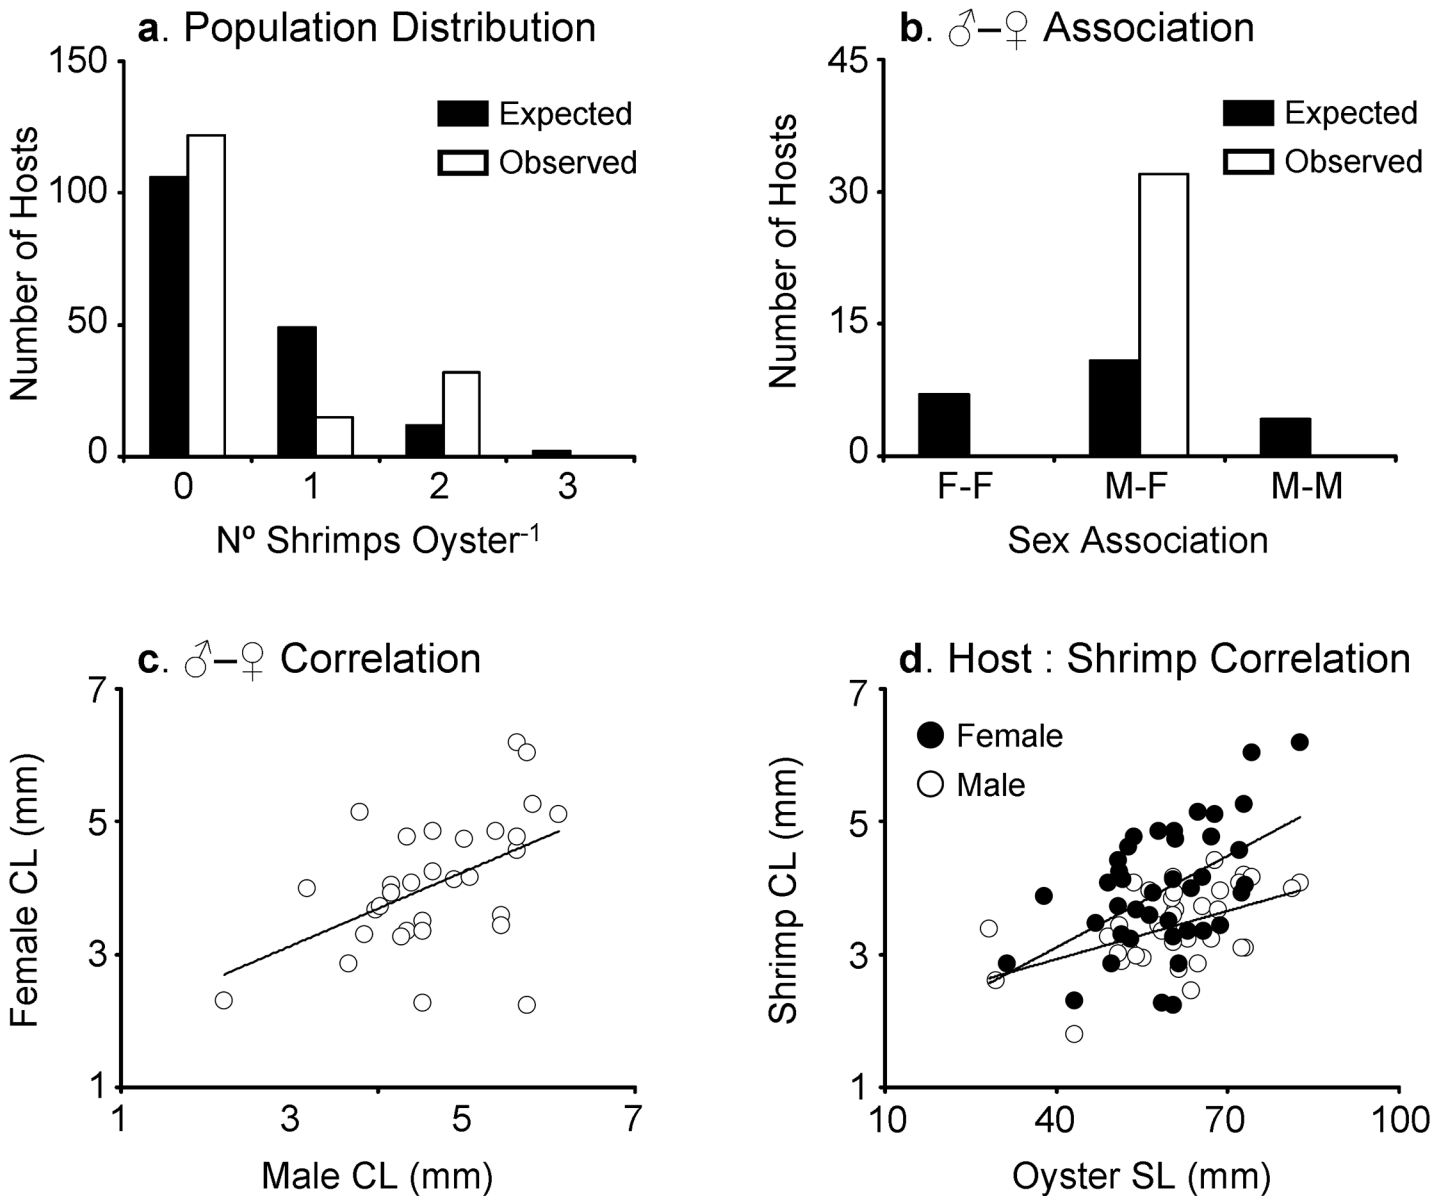 a. Population Distribution
150
100
50
0
Number of Hosts
Expected
Observed
0 1 2 3
Nº Shrimps Oyster-1
b. ♂–♀ Association
45
30
15
0
Number of Hosts
Expected
Observed
F-F M-F M-M
Sex Association
c. ♂–♀ Correlation
7
5
3
1
Female CL (mm)
1 3 5 7
Male CL (mm)
d. Host : Shrimp Correlation
7
5
3
1
Shrimp CL (mm)
Female
Male
10 40 70 100
Oyster SL (mm)